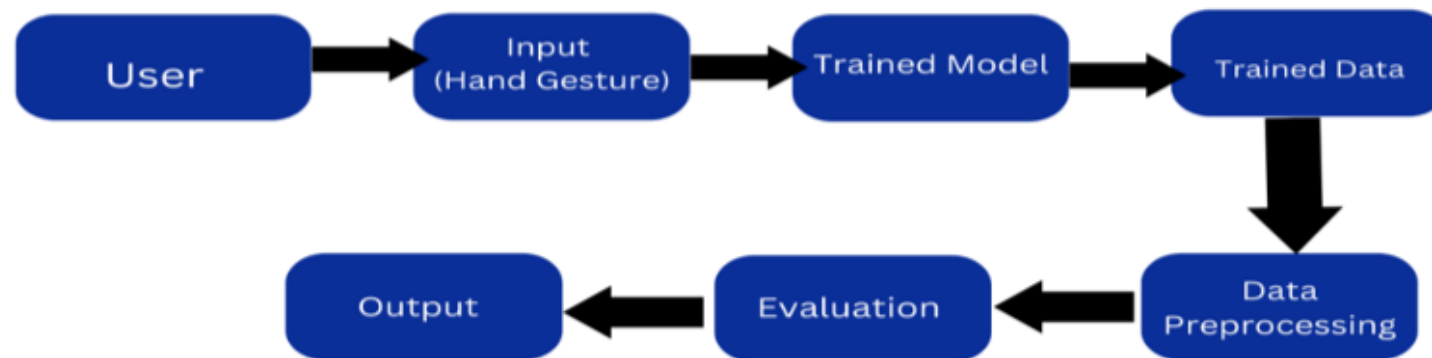 User
Input
(Hand Gesture)
Trained Model
Trained Data
Data
Preprocessing
Evaluation
Output